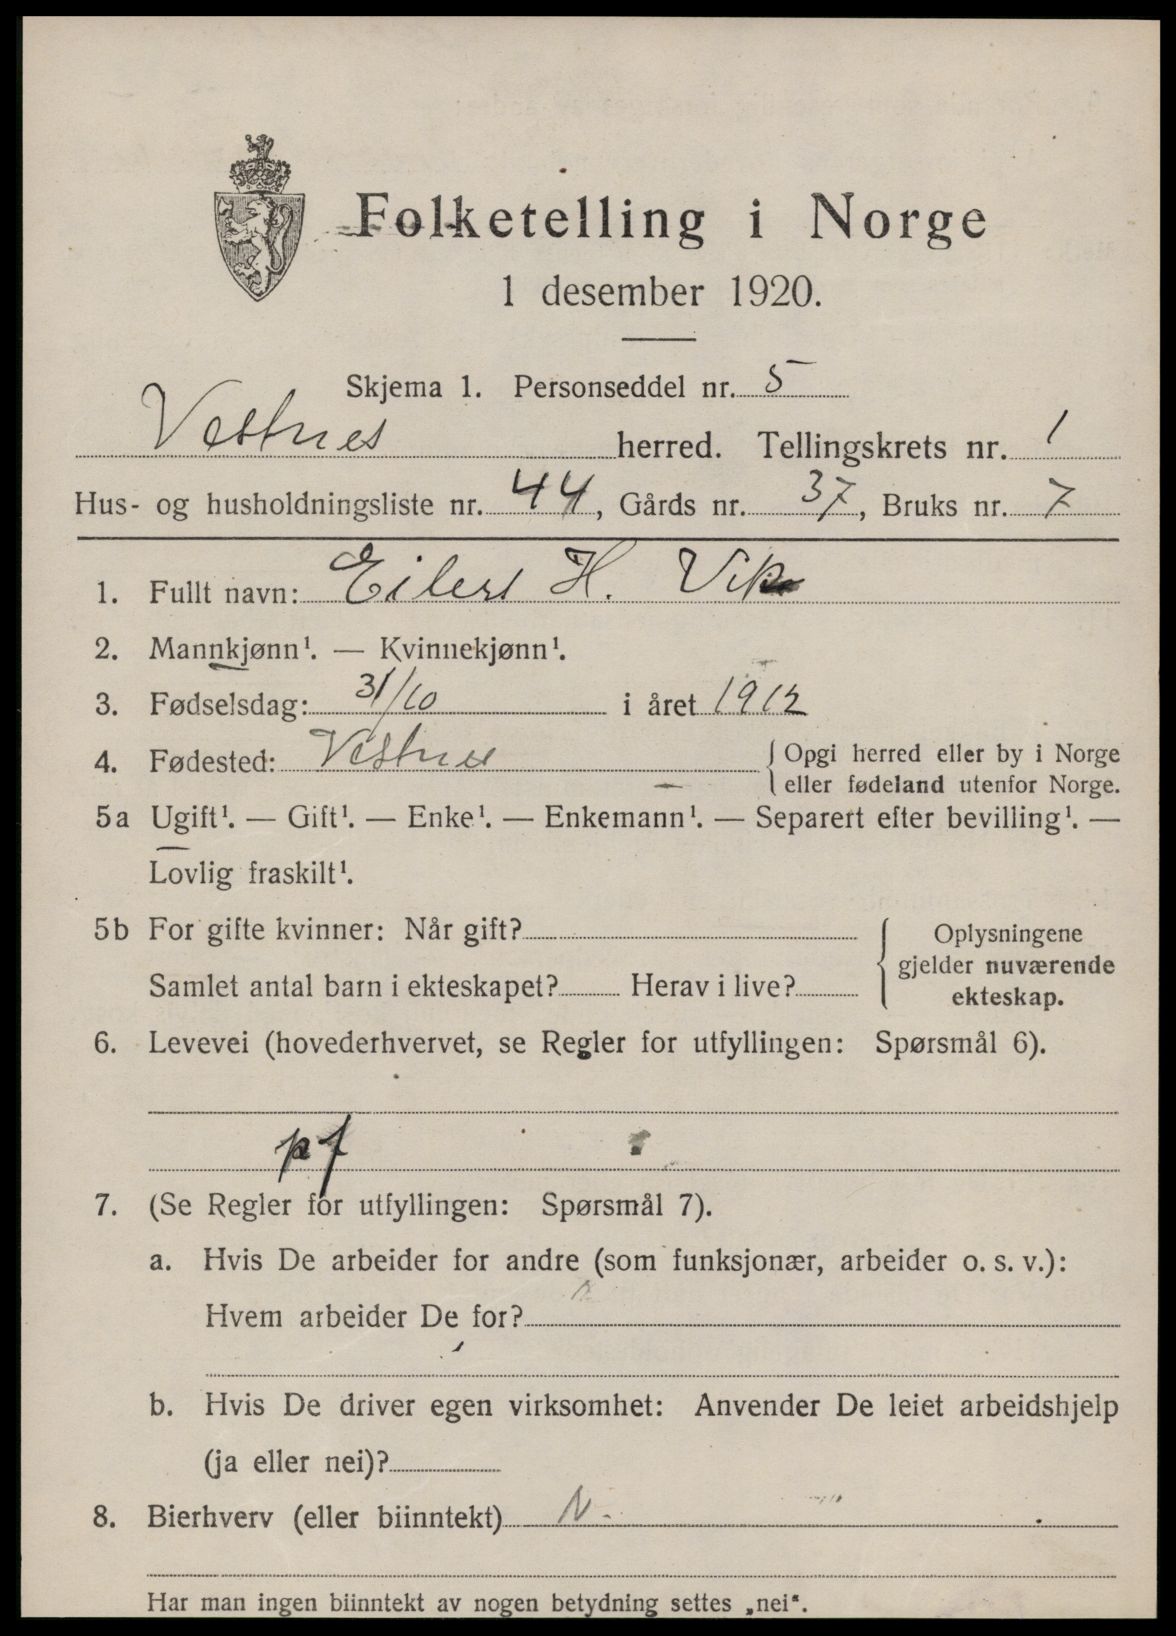 Folketelling i Norge
1 desember 1920.
Skjema 1. Personseddel nr. 5
Vestnes herred. Tellingskrets nr. 1
Hus- og husholdningsliste nr. 44, Gårds nr. 37, Bruks nr. 7
1. Fullt navn: Eilert H. Vik
2. Mannkjønn¹. — Kvinnekjønn¹.
3. Fødselsdag: 31/10 i året 1912
4. Fødested: Vestnes { Opgi herred eller by i Norge
eller fødeland utenfor Norge.
5a Ugift¹. — Gift¹. — Enke¹. — Enkemann¹. — Separert efter bevilling¹. —
Lovlig fraskilt¹.
5b For gifte kvinner: Når gift?
Samlet antal barn i ekteskapet? Herav i live?
{ Oplysningene
gjelder nuværende
ekteskap.
6. Levevei (hovederhvervet, se Regler for utfyllingen: Spørsmål 6).
pf
7. (Se Regler for utfyllingen: Spørsmål 7).
a. Hvis De arbeider for andre (som funksjonær, arbeider o. s. v.):
Hvem arbeider De for?
b. Hvis De driver egen virksomhet: Anvender De leiet arbeidshjelp
(ja eller nei)?
8. Bierhverv (eller biinntekt) N.
Har man ingen biinntekt av nogen betydning settes „nei".